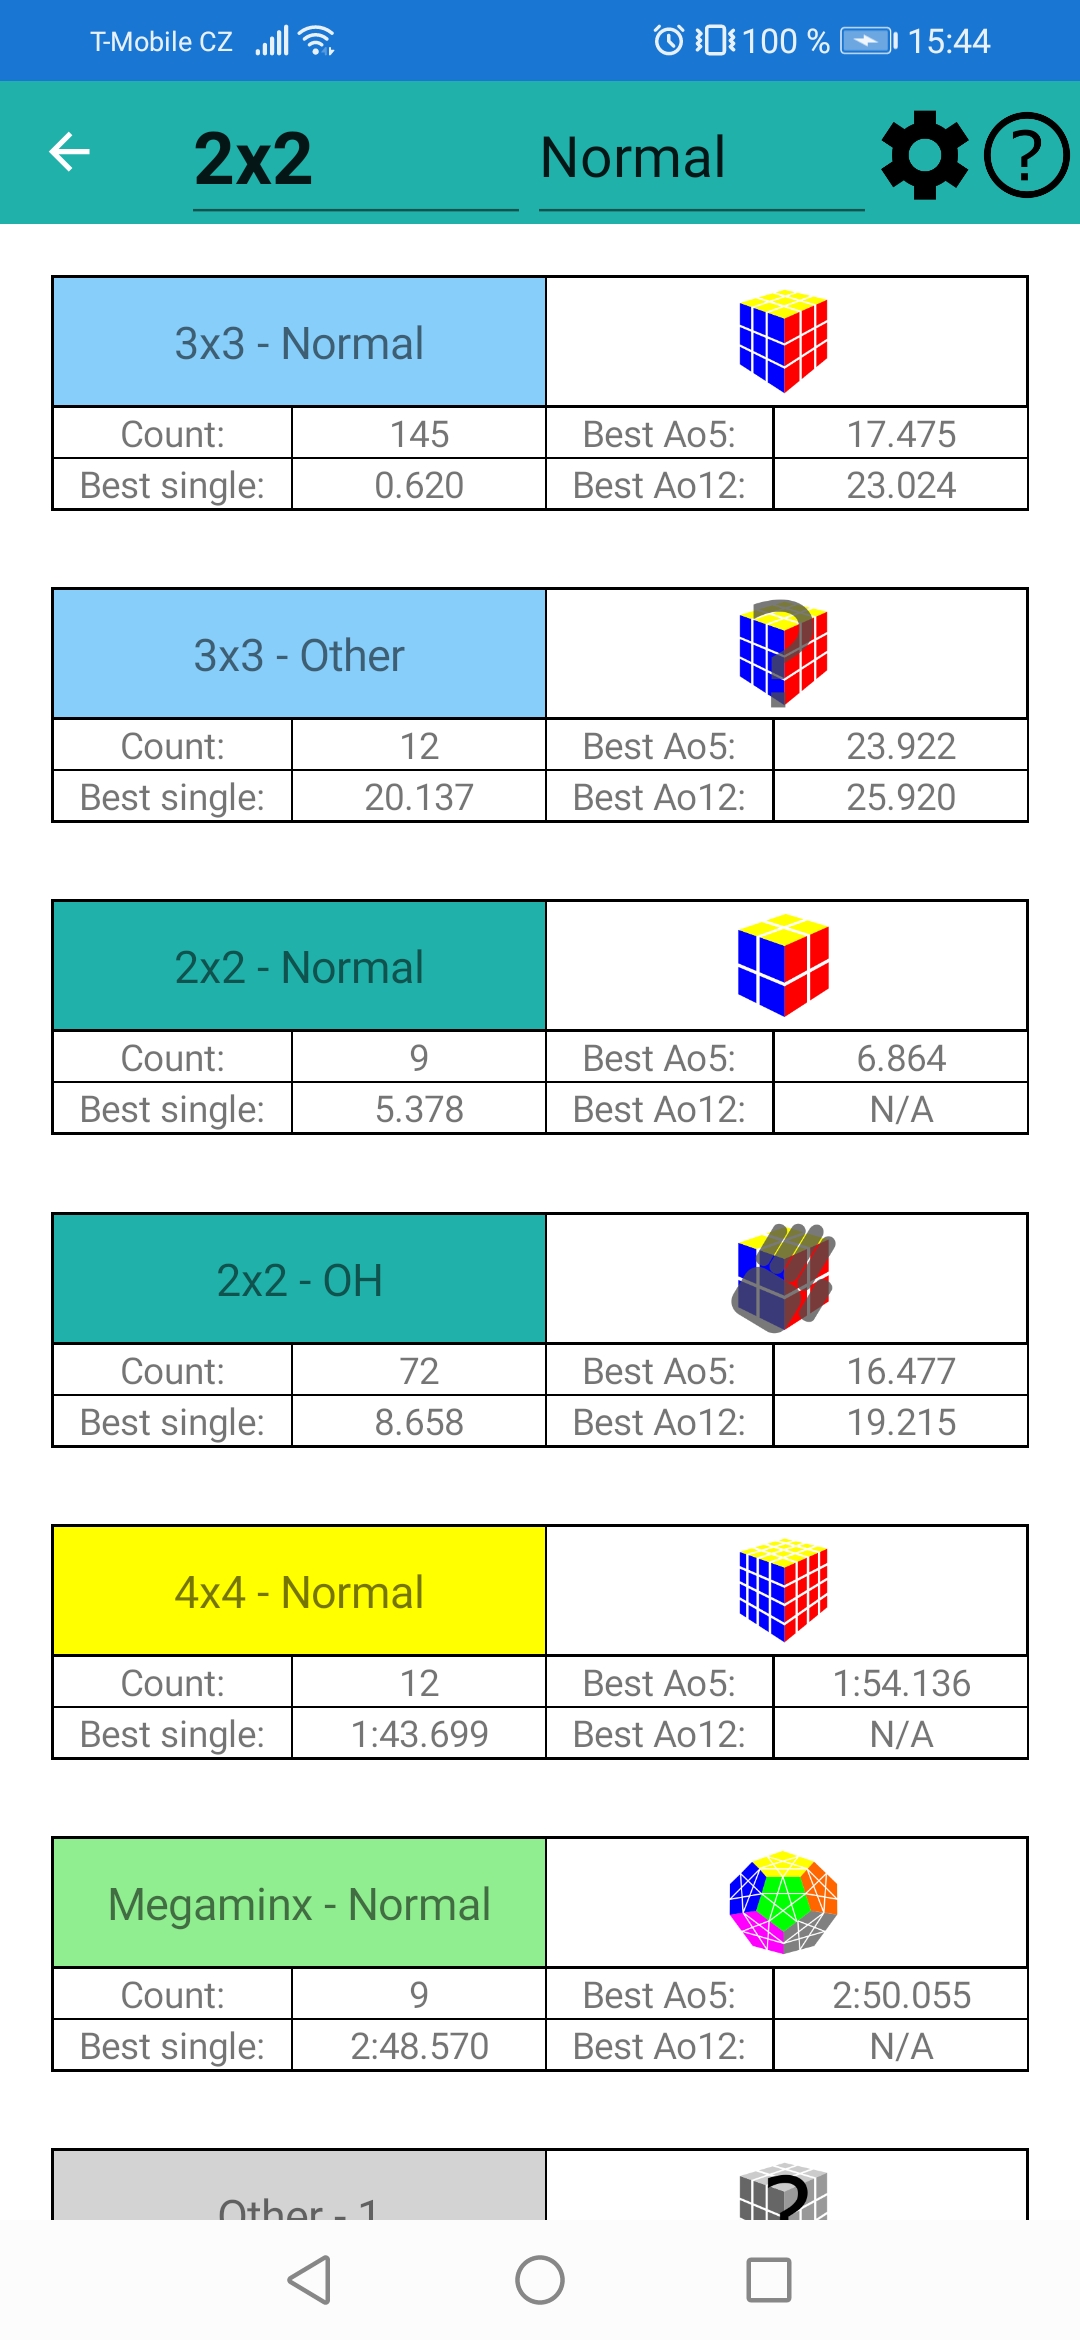 T-Mobile CZ 100 % 15:44
2x2 Normal ?
3x3 - Normal
Count: 145 Best Ao5: 17.475
Best single: 0.620 Best Ao12: 23.024
3x3 - Other ?
Count: 12 Best Ao5: 23.922
Best single: 20.137 Best Ao12: 25.920
2x2 - Normal
Count: 9 Best Ao5: 6.864
Best single: 5.378 Best Ao12: N/A
2x2 - OH
Count: 72 Best Ao5: 16.477
Best single: 8.658 Best Ao12: 19.215
4x4 - Normal
Count: 12 Best Ao5: 1:54.136
Best single: 1:43.699 Best Ao12: N/A
Megaminx - Normal
Count: 9 Best Ao5: 2:50.055
Best single: 2:48.570 Best Ao12: N/A
Other - 1 ?